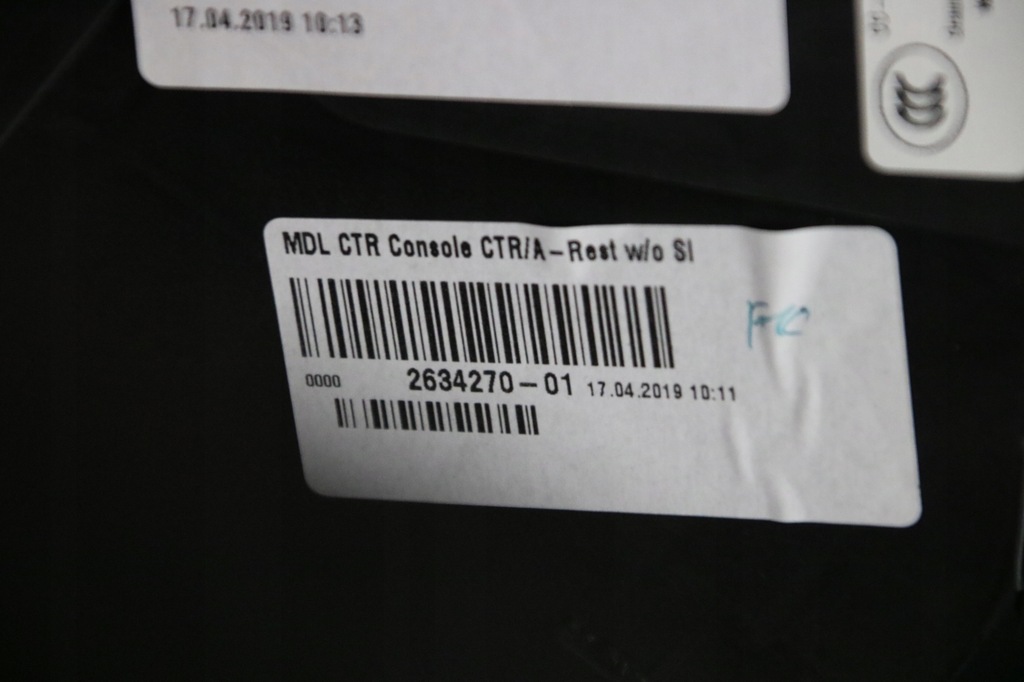 17.04.2019 10:13
MDL CTR Console CTR/A-Rest w/o SI
0000 2634270-01 17.04.2019 10:11